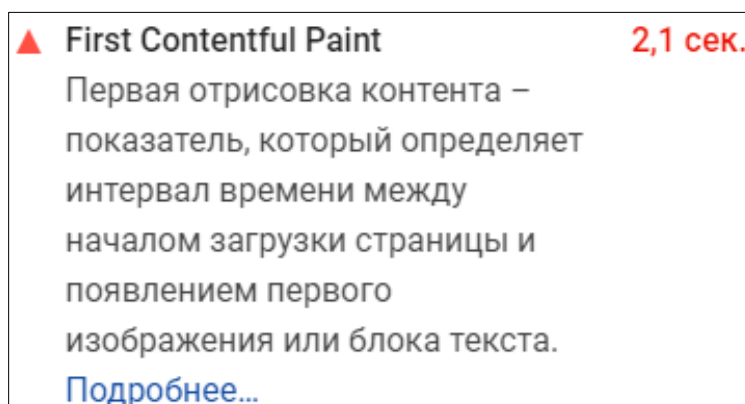 First Contentful Paint 2,1 сек.
Первая отрисовка контента –
показатель, который определяет
интервал времени между
началом загрузки страницы и
появлением первого
изображения или блока текста.
Подробнее…